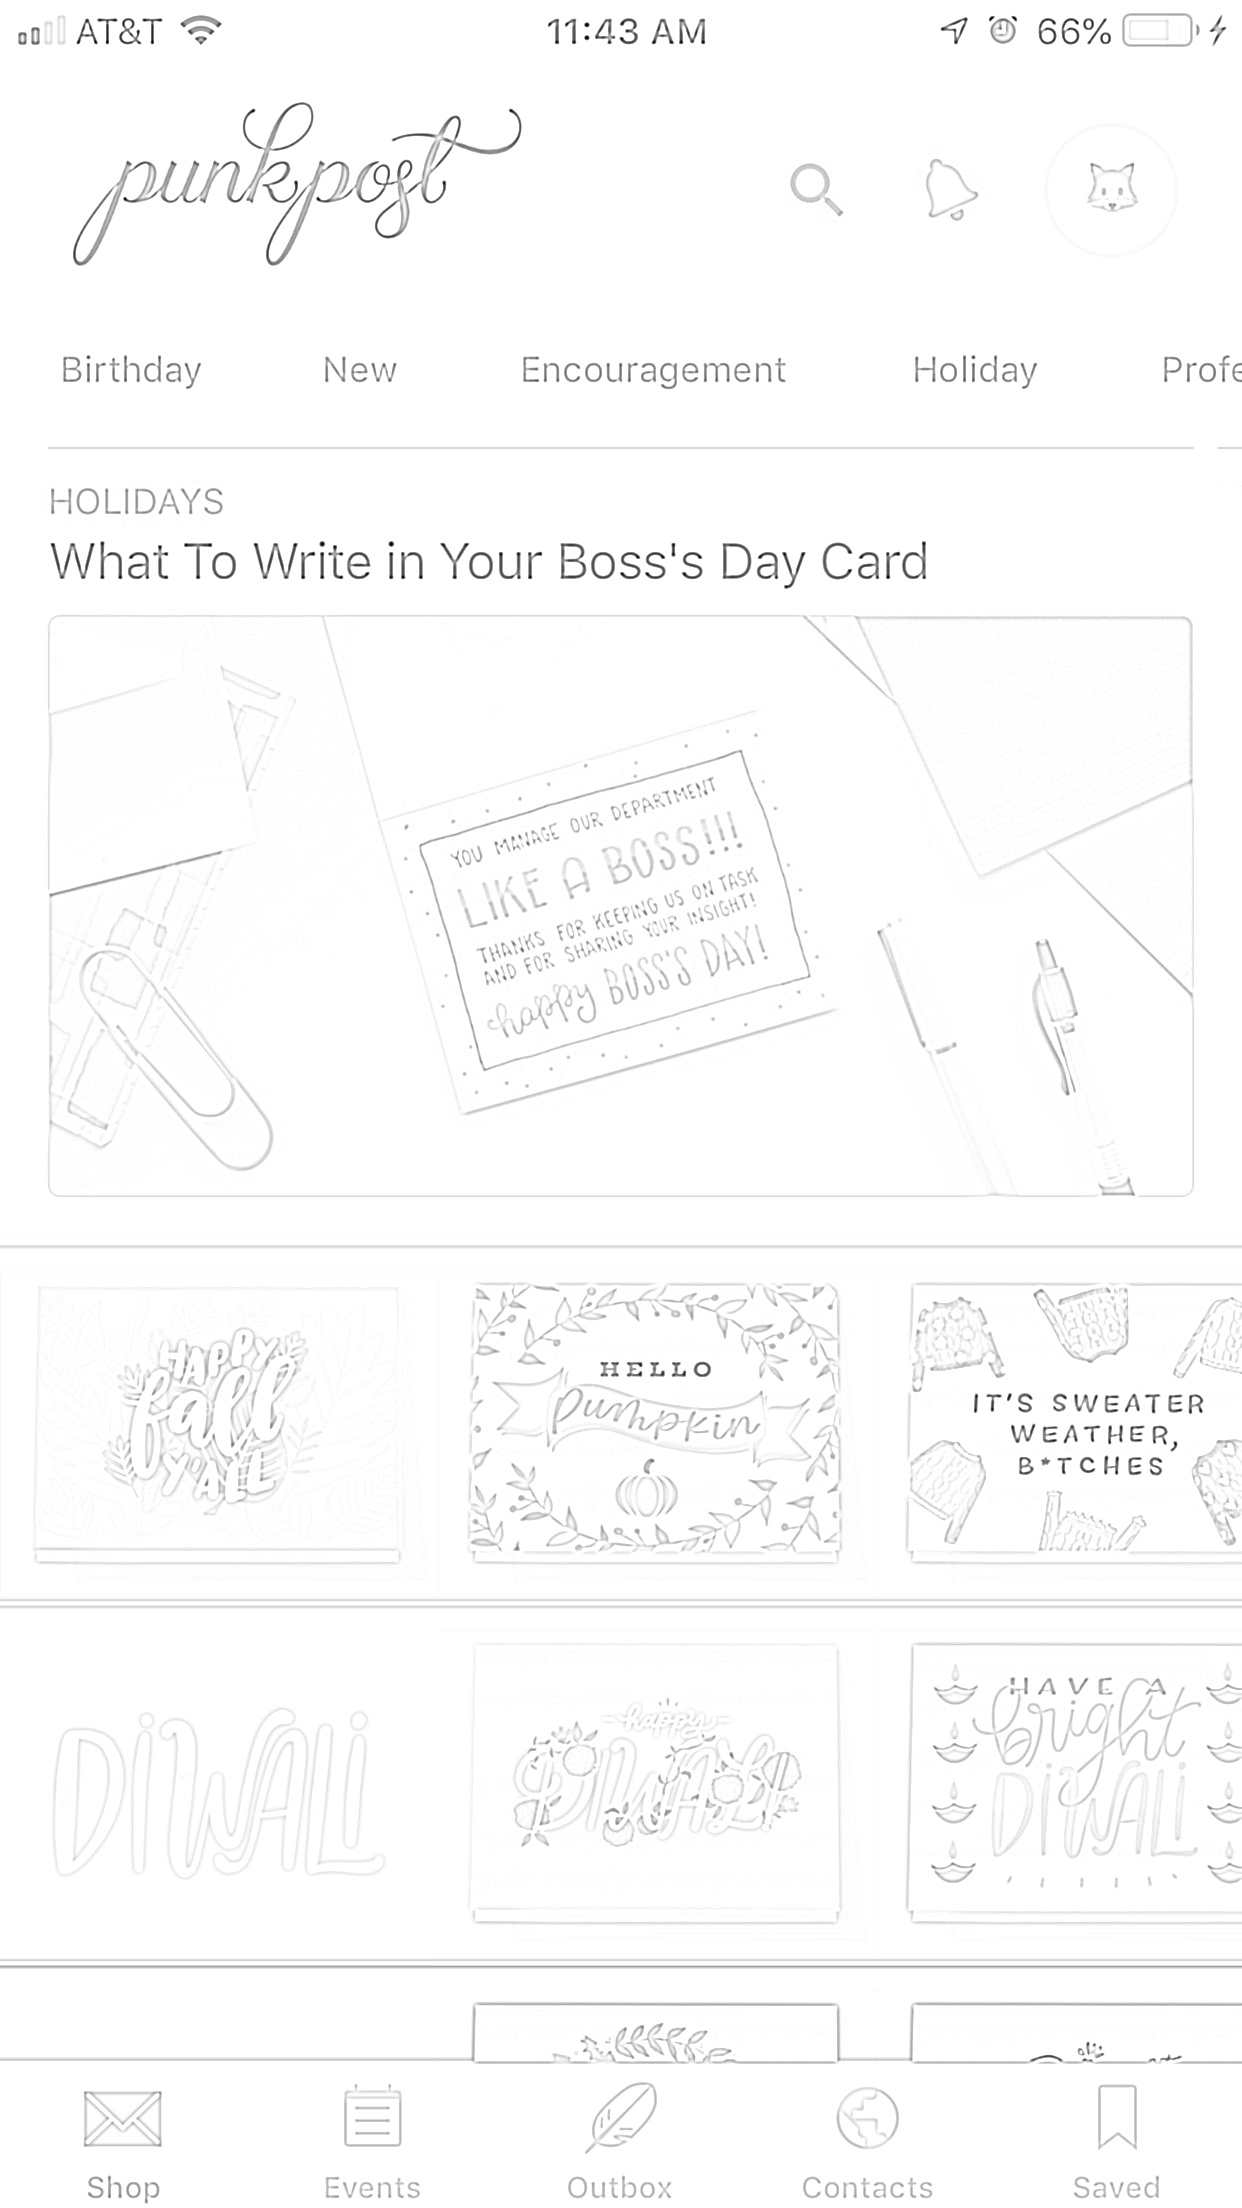 AT&T 11:43 AM 66%
punkpost
Birthday New Encouragement Holiday Profe
HOLIDAYS
What To Write in Your Boss's Day Card
YOU MANAGE OUR DEPARTMENT
LIKE A BOSS!!!
THANKS FOR KEEPING US ON TASK
AND FOR SHARING YOUR INSIGHT!
happy BOSS'S DAY!
HAPPY
fall
Y'ALL
HELLO
pumpkin
IT'S SWEATER
WEATHER,
B*TCHES
DIWALI
happy
DIWALI
HAVE A
bright
DIWALI
Shop Events Outbox Contacts Saved